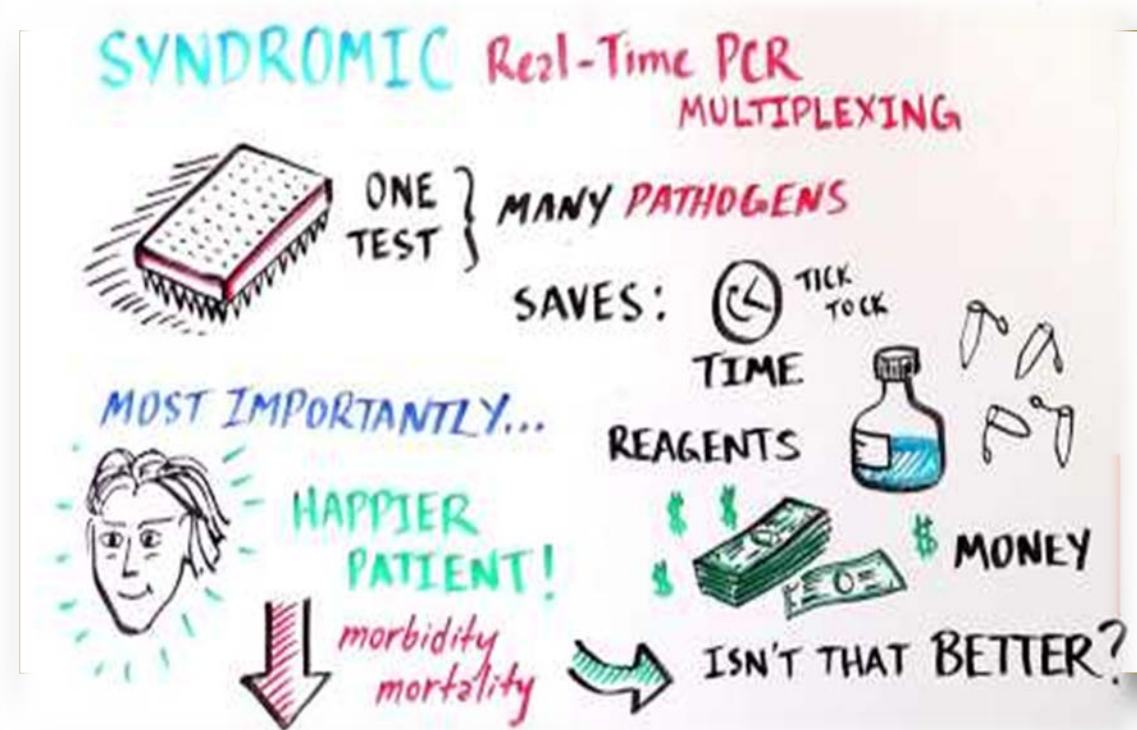 SYNDROMIC Real-Time PCR
MULTIPLEXING
ONE
TEST
} MANY PATHOGENS
SAVES:
TICK
TOCK
TIME
REAGENTS
$ $
$
$ MONEY
MOST IMPORTANTLY...
HAPPIER
PATIENT!
morbidity
mortality
ISN'T THAT BETTER?